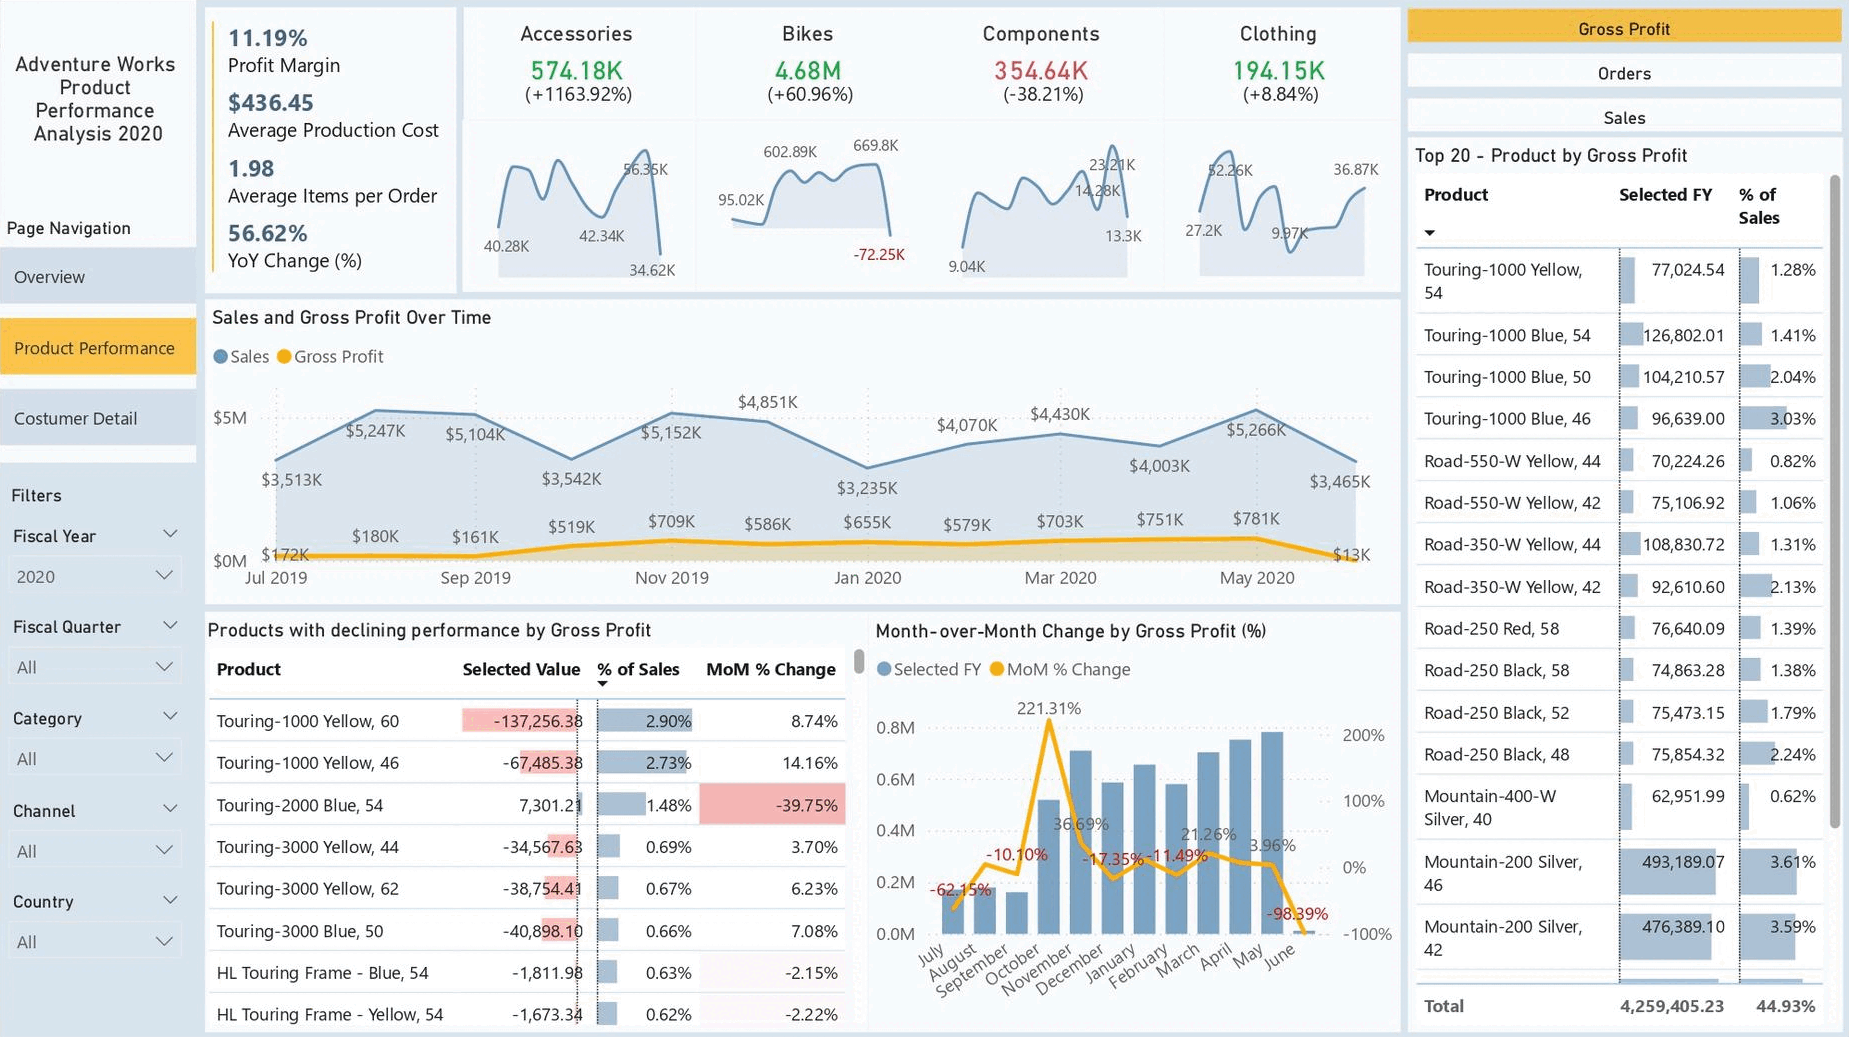 Adventure Works
Product
Performance
Analysis 2020
Page Navigation
Overview
Product Performance
Costumer Detail
Filters
Fiscal Year
2020
Fiscal Quarter
All
Category
All
Channel
All
Country
All
11.19%
Profit Margin
$436.45
Average Production Cost
1.98
Average Items per Order
56.62%
YoY Change (%)
Accessories
574.18K
(+1163.92%)
40.28K
56.35K
42.34K
34.62K
Bikes
4.68M
(+60.96%)
95.02K
602.89K
669.8K
-72.25K
Components
354.64K
(-38.21%)
9.04K
23.21K
14.28K
13.3K
Clothing
194.15K
(+8.84%)
27.2K
52.26K
9.97K
36.87K
Sales and Gross Profit Over Time
Sales Gross Profit
$5M
$0M
$3,513K
$5,247K
$5,104K
$3,542K
$5,152K
$4,851K
$3,235K
$4,070K
$4,430K
$4,003K
$5,266K
$3,465K
$172K
$180K
$161K
$519K
$709K
$586K
$655K
$579K
$703K
$751K
$781K
$13K
Jul 2019 Sep 2019 Nov 2019 Jan 2020 Mar 2020 May 2020
Products with declining performance by Gross Profit
Product Selected Value % of Sales MoM % Change
Touring-1000 Yellow, 60 -137,256.38 2.90% 8.74%
Touring-1000 Yellow, 46 -67,485.38 2.73% 14.16%
Touring-2000 Blue, 54 7,301.21 1.48% -39.75%
Touring-3000 Yellow, 44 -34,567.63 0.69% 3.70%
Touring-3000 Yellow, 62 -38,754.41 0.67% 6.23%
Touring-3000 Blue, 50 -40,898.10 0.66% 7.08%
HL Touring Frame - Blue, 54 -1,811.98 0.63% -2.15%
HL Touring Frame - Yellow, 54 -1,673.34 0.62% -2.22%
Month-over-Month Change by Gross Profit (%)
Selected FY MoM % Change
0.8M
0.6M
0.4M
0.2M
0.0M
200%
100%
0%
-100%
-62.15%
-10.10%
221.31%
36.69%
-17.35%
-11.49%
21.26%
3.96%
-98.39%
July
August
September
October
November
December
January
February
March
April
May
June
Gross Profit
Orders
Sales
Top 20 - Product by Gross Profit
Product Selected FY % of
Sales
Touring-1000 Yellow,
54 77,024.54 1.28%
Touring-1000 Blue, 54 126,802.01 1.41%
Touring-1000 Blue, 50 104,210.57 2.04%
Touring-1000 Blue, 46 96,639.00 3.03%
Road-550-W Yellow, 44 70,224.26 0.82%
Road-550-W Yellow, 42 75,106.92 1.06%
Road-350-W Yellow, 44 108,830.72 1.31%
Road-350-W Yellow, 42 92,610.60 2.13%
Road-250 Red, 58 76,640.09 1.39%
Road-250 Black, 58 74,863.28 1.38%
Road-250 Black, 52 75,473.15 1.79%
Road-250 Black, 48 75,854.32 2.24%
Mountain-400-W
Silver, 40 62,951.99 0.62%
Mountain-200 Silver,
46 493,189.07 3.61%
Mountain-200 Silver,
42 476,389.10 3.59%
Total 4,259,405.23 44.93%